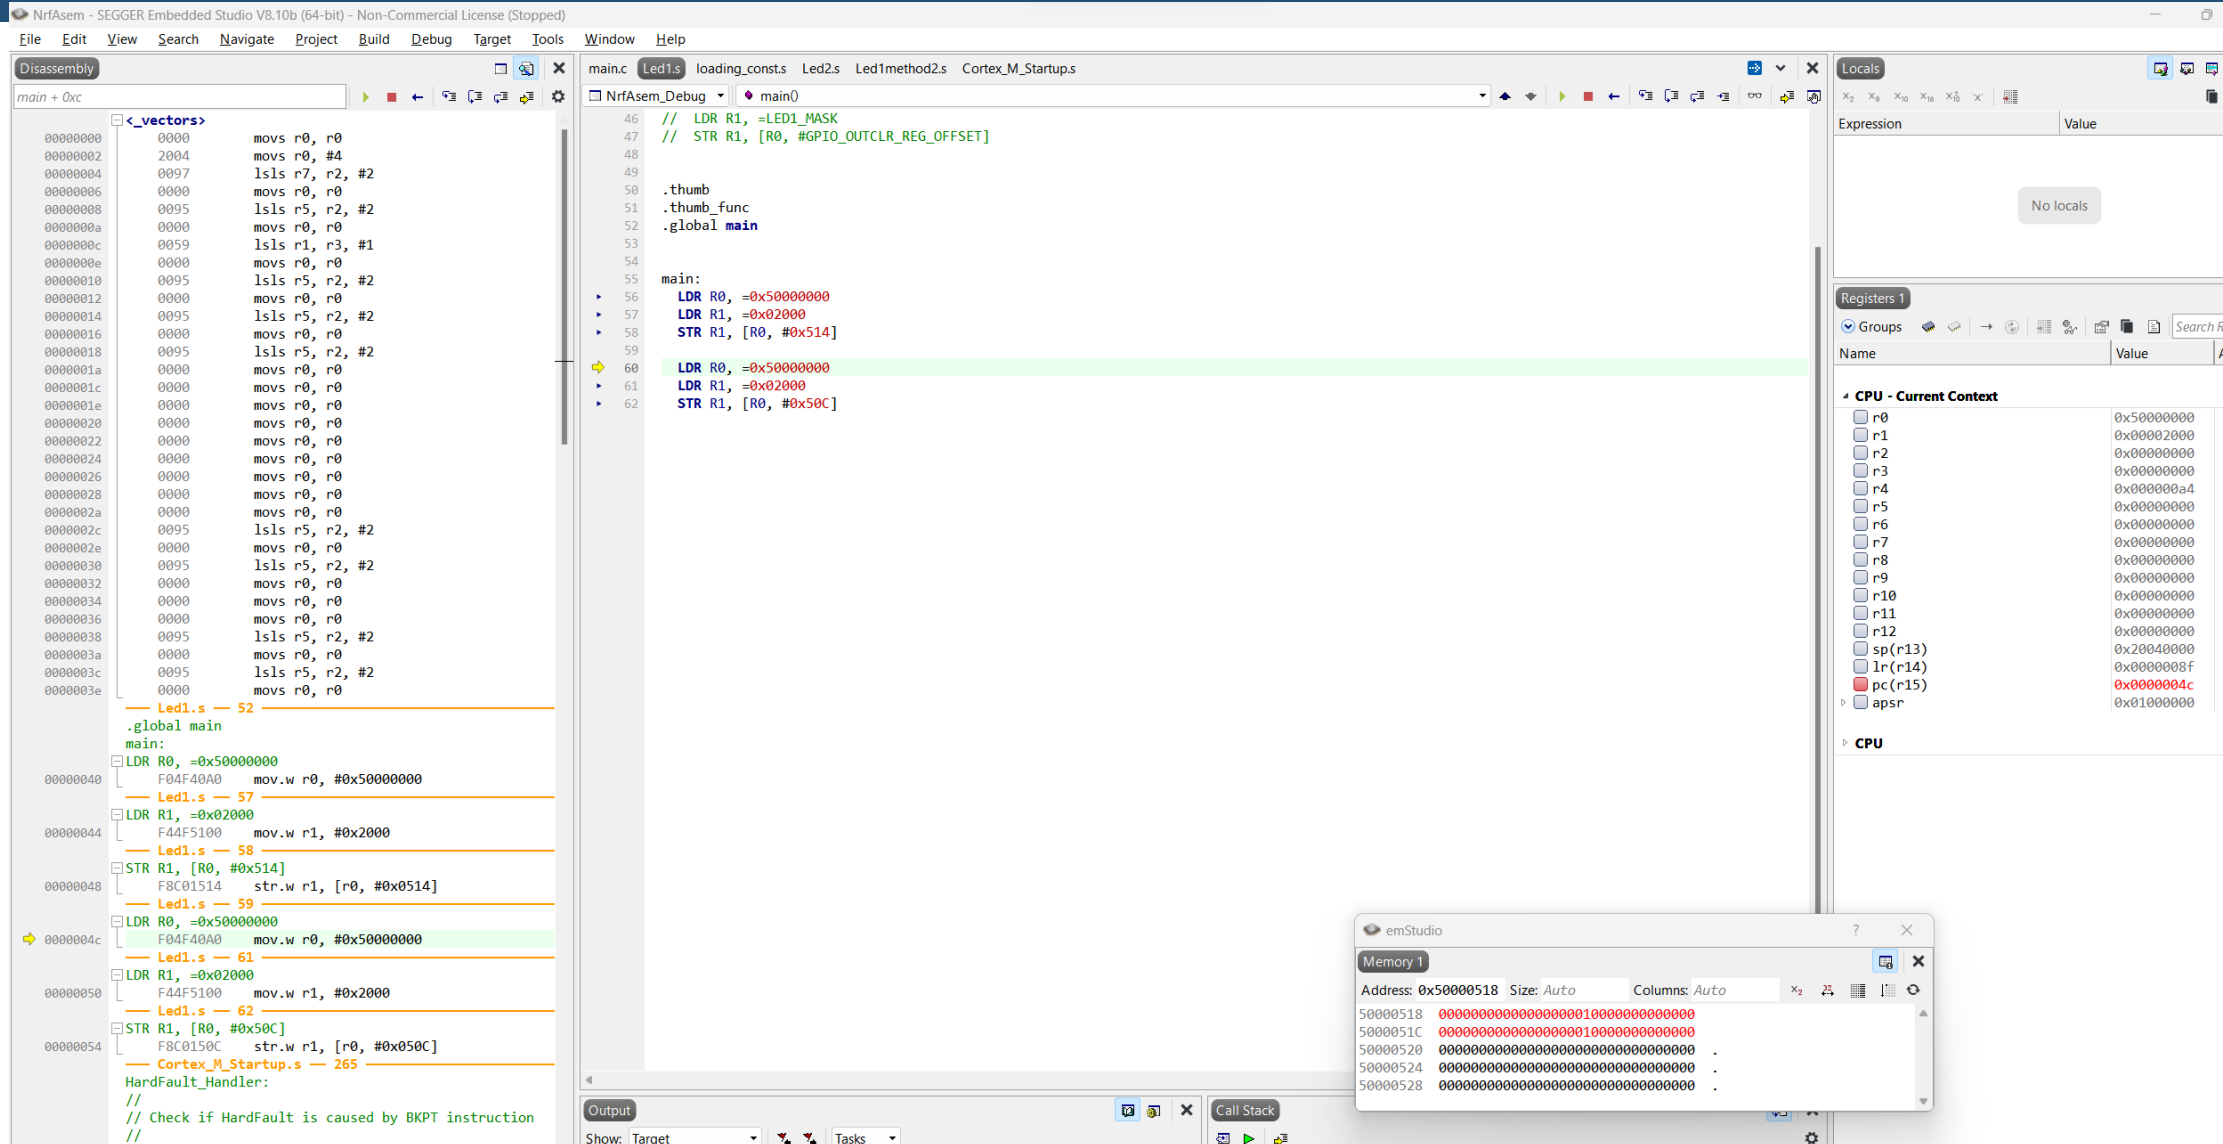 NrfAsem - SEGGER Embedded Studio V8.10b (64-bit) - Non-Commercial License (Stopped)
File Edit View Search Navigate Project Build Debug Target Tools Window Help
Disassembly
main + 0xc
<_vectors>
00000000 0000 movs r0, r0
00000002 2004 movs r0, #4
00000004 0097 lsls r7, r2, #2
00000006 0000 movs r0, r0
00000008 0095 lsls r5, r2, #2
0000000a 0000 movs r0, r0
0000000c 0059 lsls r1, r3, #1
0000000e 0000 movs r0, r0
00000010 0095 lsls r5, r2, #2
00000012 0000 movs r0, r0
00000014 0095 lsls r5, r2, #2
00000016 0000 movs r0, r0
00000018 0095 lsls r5, r2, #2
0000001a 0000 movs r0, r0
0000001c 0000 movs r0, r0
0000001e 0000 movs r0, r0
00000020 0000 movs r0, r0
00000022 0000 movs r0, r0
00000024 0000 movs r0, r0
00000026 0000 movs r0, r0
00000028 0000 movs r0, r0
0000002a 0000 movs r0, r0
0000002c 0095 lsls r5, r2, #2
0000002e 0000 movs r0, r0
00000030 0095 lsls r5, r2, #2
00000032 0000 movs r0, r0
00000034 0000 movs r0, r0
00000036 0000 movs r0, r0
00000038 0095 lsls r5, r2, #2
0000003a 0000 movs r0, r0
0000003c 0095 lsls r5, r2, #2
0000003e 0000 movs r0, r0
Led1.s — 52
.global main
main:
LDR R0, =0x50000000
00000040 F04F40A0 mov.w r0, #0x50000000
Led1.s — 57
LDR R1, =0x02000
00000044 F44F5100 mov.w r1, #0x2000
Led1.s — 58
STR R1, [R0, #0x514]
00000048 F8C01514 str.w r1, [r0, #0x0514]
Led1.s — 59
LDR R0, =0x50000000
0000004c F04F40A0 mov.w r0, #0x50000000
Led1.s — 61
LDR R1, =0x02000
00000050 F44F5100 mov.w r1, #0x2000
Led1.s — 62
STR R1, [R0, #0x50C]
00000054 F8C0150C str.w r1, [r0, #0x050C]
Cortex_M_Startup.s — 265
HardFault_Handler:
//
// Check if HardFault is caused by BKPT instruction
//
main.c Led1.s loading_const.s Led2.s Led1method2.s Cortex_M_Startup.s
NrfAsem_Debug main()
46 // LDR R1, =LED1_MASK
47 // STR R1, [R0, #GPIO_OUTCLR_REG_OFFSET]
48
49
50 .thumb
51 .thumb_func
52 .global main
53
54
55 main:
56 LDR R0, =0x50000000
57 LDR R1, =0x02000
58 STR R1, [R0, #0x514]
59
60 LDR R0, =0x50000000
61 LDR R1, =0x02000
62 STR R1, [R0, #0x50C]
Output
Show: Target Tasks
Call Stack
Locals
x2 x8 x10 x16
Expression Value
No locals
Registers 1
Groups Search R
Name Value
CPU - Current Context
r0 0x50000000
r1 0x00002000
r2 0x00000000
r3 0x00000000
r4 0x000000a4
r5 0x00000000
r6 0x00000000
r7 0x00000000
r8 0x00000000
r9 0x00000000
r10 0x00000000
r11 0x00000000
r12 0x00000000
sp(r13) 0x20040000
lr(r14) 0x0000008f
pc(r15) 0x0000004c
apsr 0x01000000
CPU
emStudio ?
Memory 1
Address: 0x50000518 Size: Auto Columns: Auto x2
50000518 00000000000000000010000000000000
5000051C 00000000000000000010000000000000
50000520 00000000000000000000000000000000 .
50000524 00000000000000000000000000000000 .
50000528 00000000000000000000000000000000 .